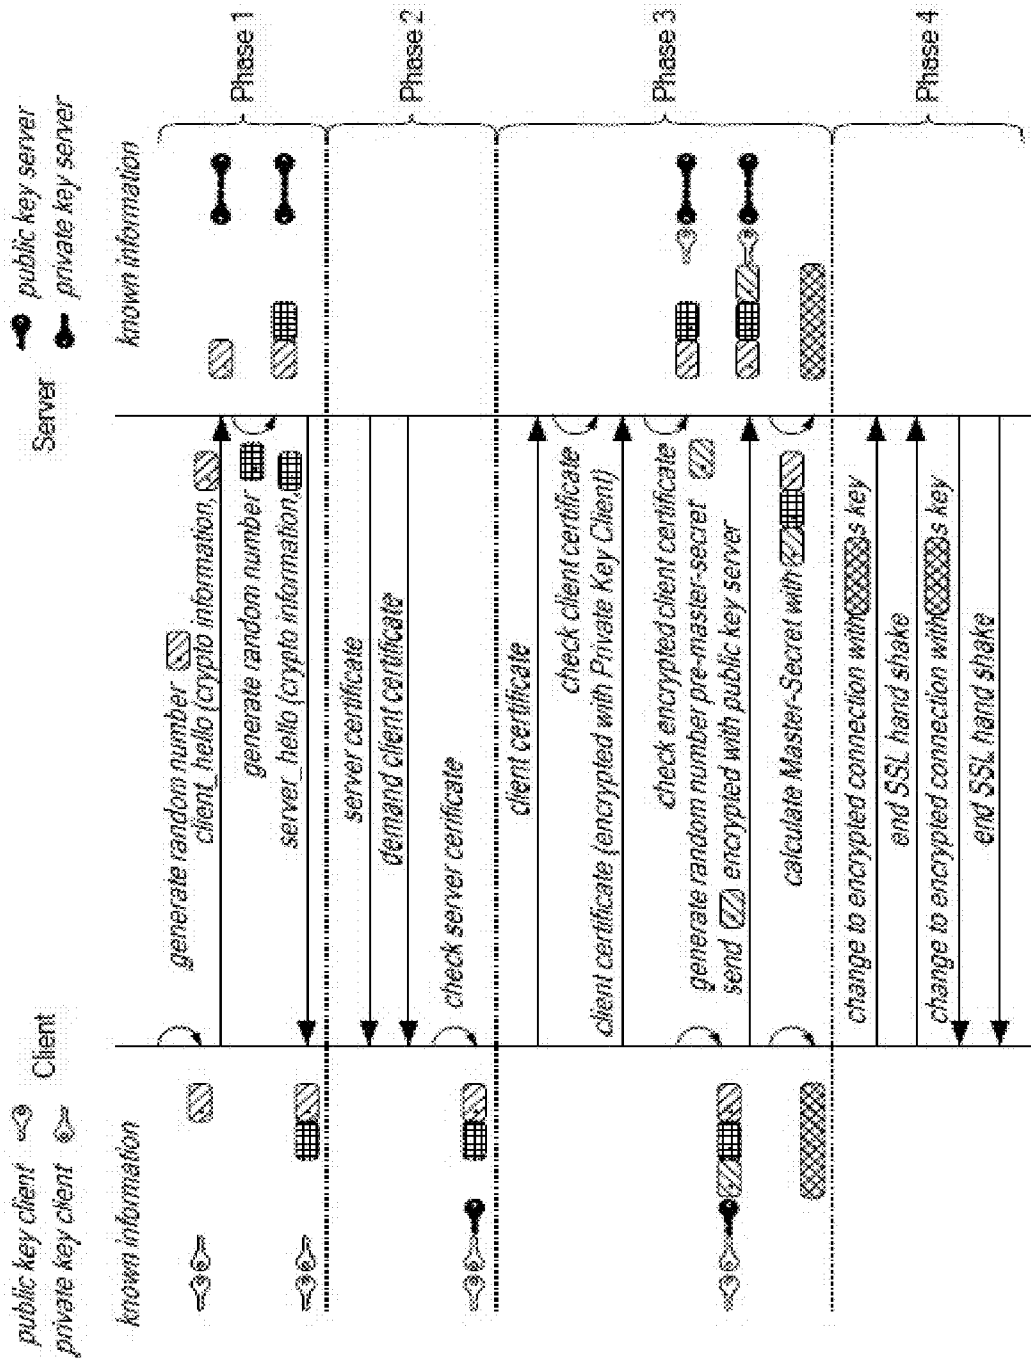 public key client
private key client
Client
Server
public key server
private key server
known information
known information
generate random number
client_hello (crypto information,
generate random number
server_hello (crypto information,
Phase 1
server certificate
demand client certificate
check server certificate
Phase 2
client certificate
check client certificate
client certificate (encrypted with Private Key Client)
check encrypted client certificate
generate random number pre-master-secret
send encrypted with public key server
calculate Master-Secret with
Phase 3
change to encrypted connection with s key
end SSL hand shake
change to encrypted connection with s key
end SSL hand shake
Phase 4